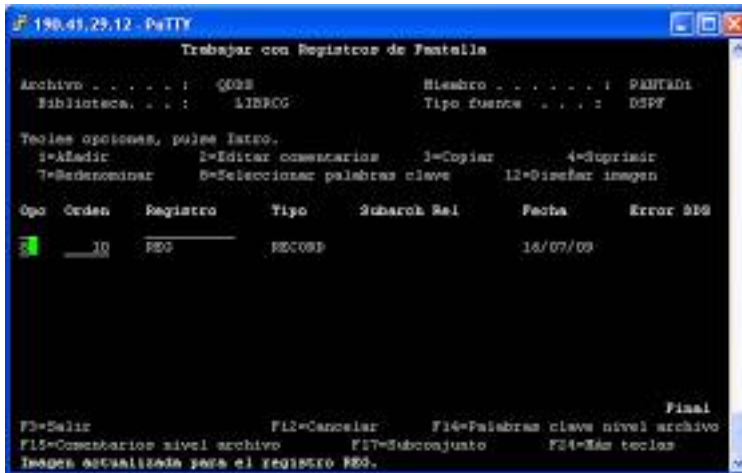 190.41.29.12 - PuTTY
Trabajar con Registros de Pantalla
Archivo . . . . . : QDDS Miembro . . . . . . : PANTAD1
Biblioteca. . . : LIBRCG Tipo fuente . . . : DSPF
Teclee opciones, pulse Intro.
1=Añadir 2=Editar comentarios 3=Copiar 4=Suprimir
7=Redenominar 8=Seleccionar palabras clave 12=Diseñar imagen
Opc Orden Registro Tipo Subarch Rel Fecha Error DDS
10 REG RECORD 16/07/09
Final
F3=Salir F12=Cancelar F14=Palabras clave nivel archivo
F15=Comentarios nivel archivo F17=Subconjunto F24=Más teclas
Imagen actualizada para el registro REG.